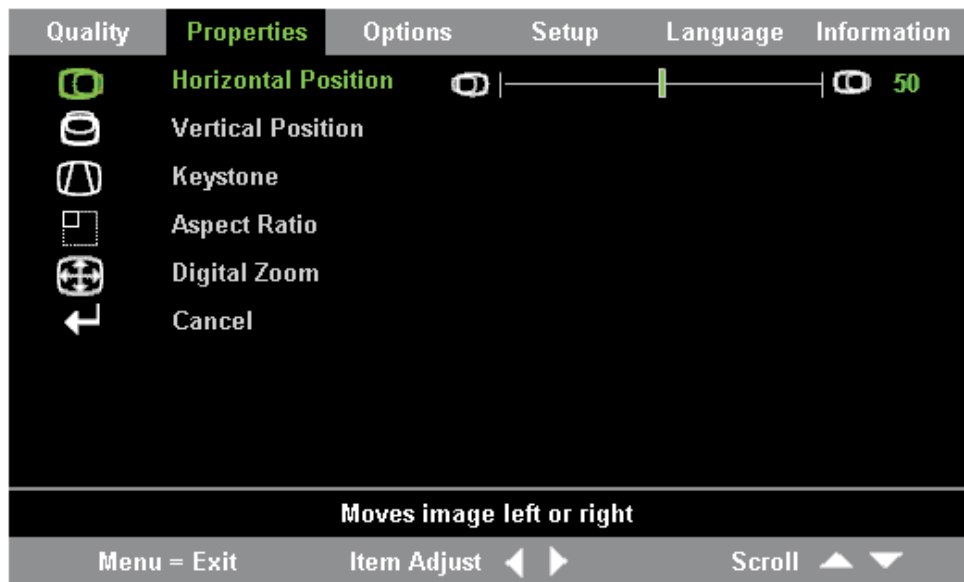 Quality Properties Options Setup Language Information
Horizontal Position 50
Vertical Position
Keystone
Aspect Ratio
Digital Zoom
Cancel
Moves image left or right
Menu = Exit Item Adjust Scroll